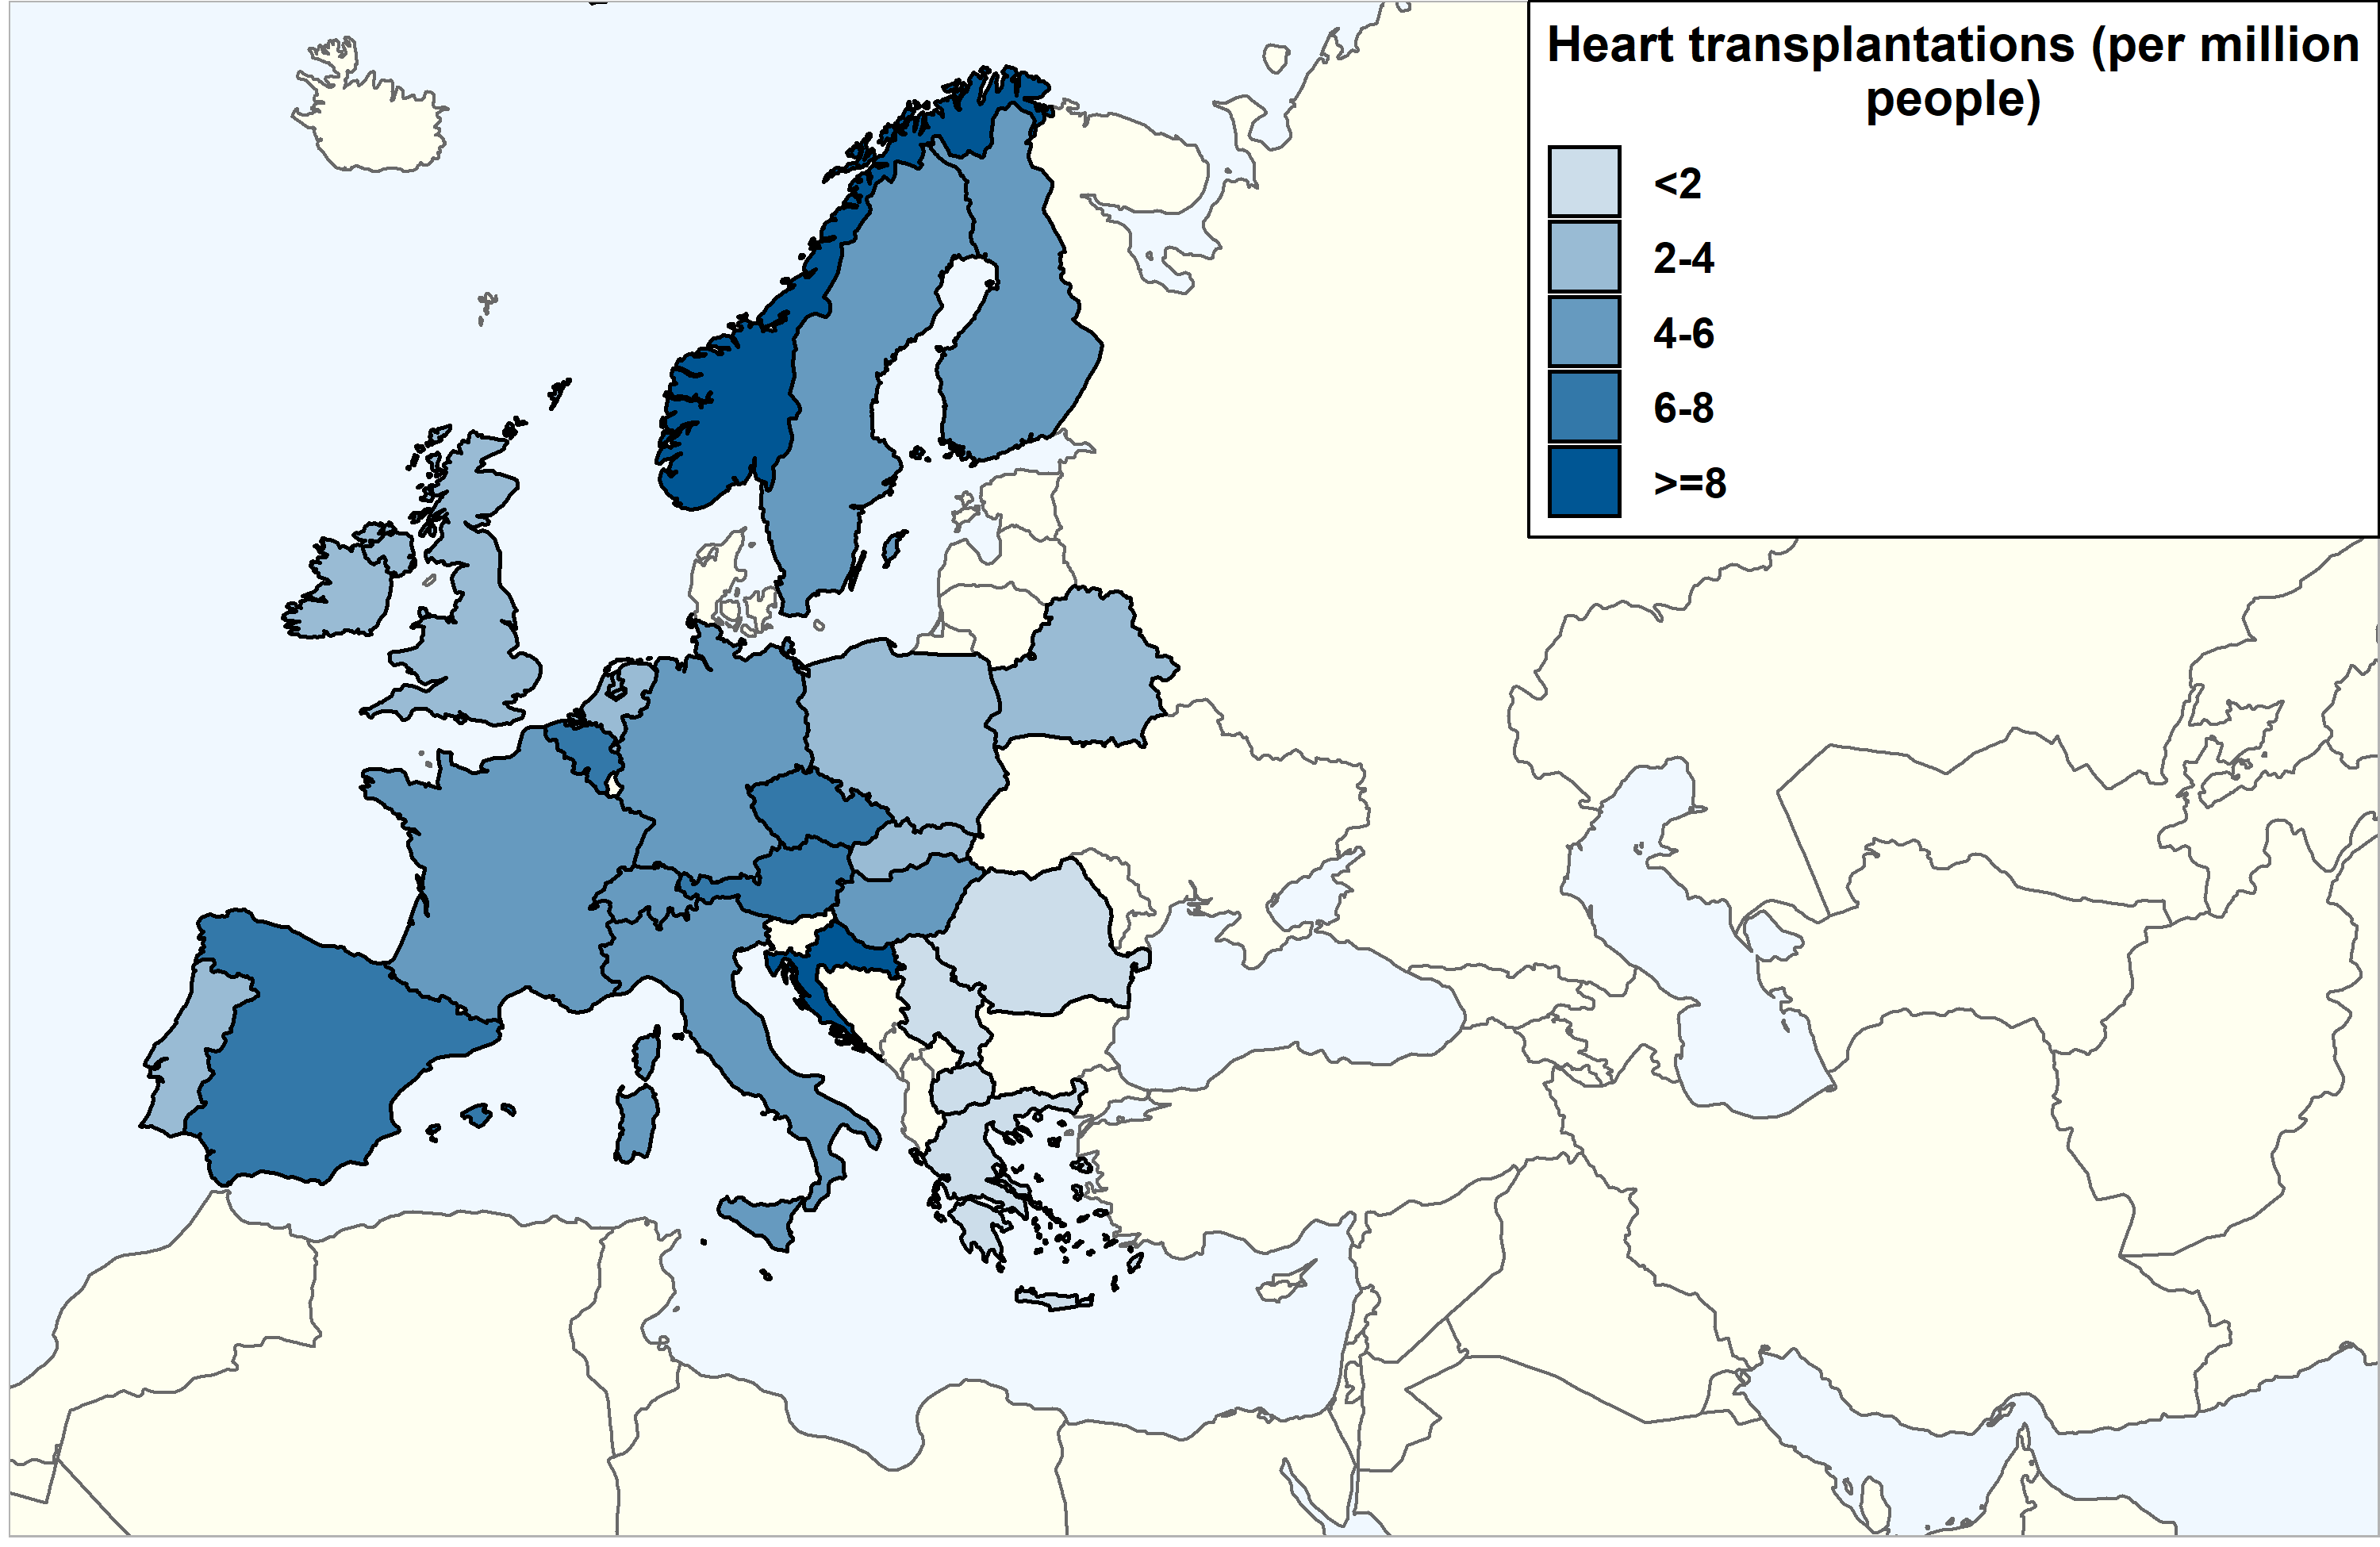 Heart transplantations (per million
people)
<2
2-4
4-6
6-8
>=8